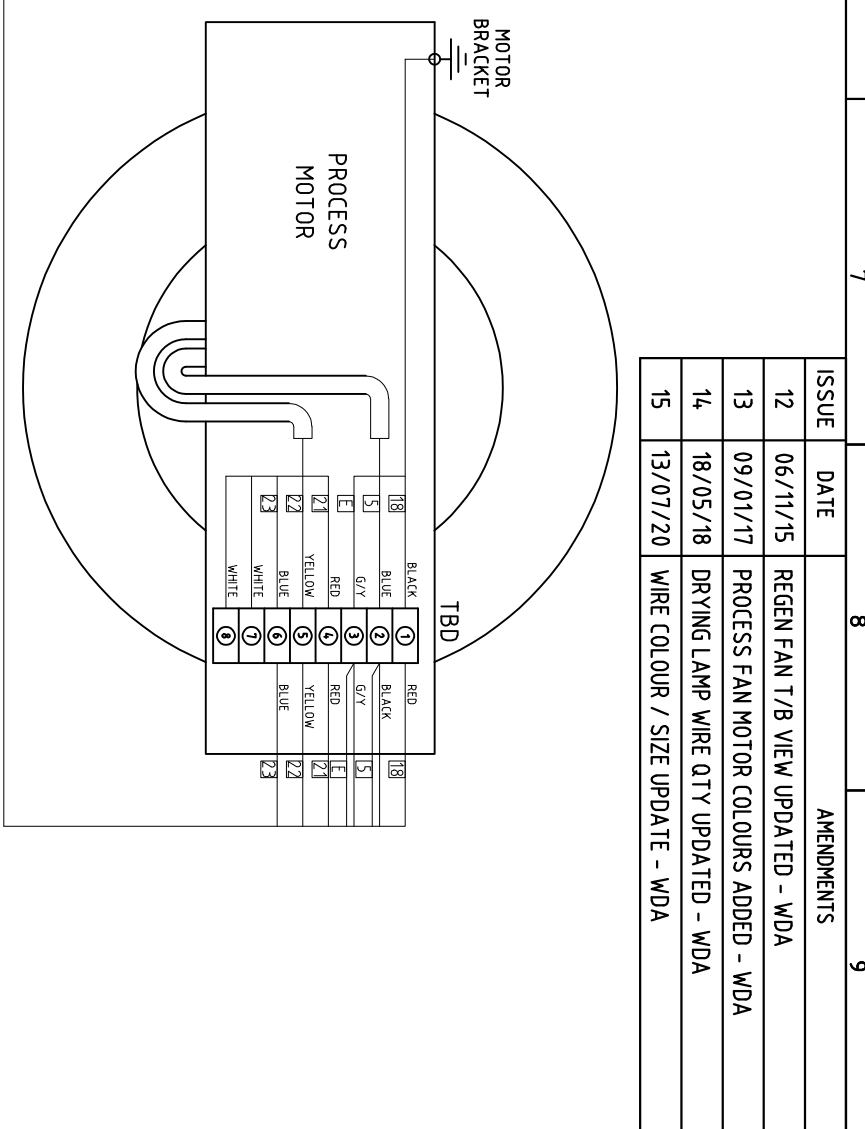 7
8
9
ISSUE DATE AMENDMENTS
12 06/11/15 REGEN FAN T/B VIEW UPDATED - WDA
13 09/01/17 PROCESS FAN MOTOR COLOURS ADDED - WDA
14 18/05/18 DRYING LAMP WIRE QTY UPDATED - WDA
15 13/07/20 WIRE COLOUR / SIZE UPDATE - WDA
MOTOR
BRACKET
PROCESS
MOTOR
TBD
18 BLACK 1 RED 18
5 BLUE 2 BLACK 5
E G/Y 3 G/Y E
21 RED 4 RED 21
22 YELLOW 5 YELLOW 22
23 BLUE 6 BLUE 23
WHITE 7
WHITE 8